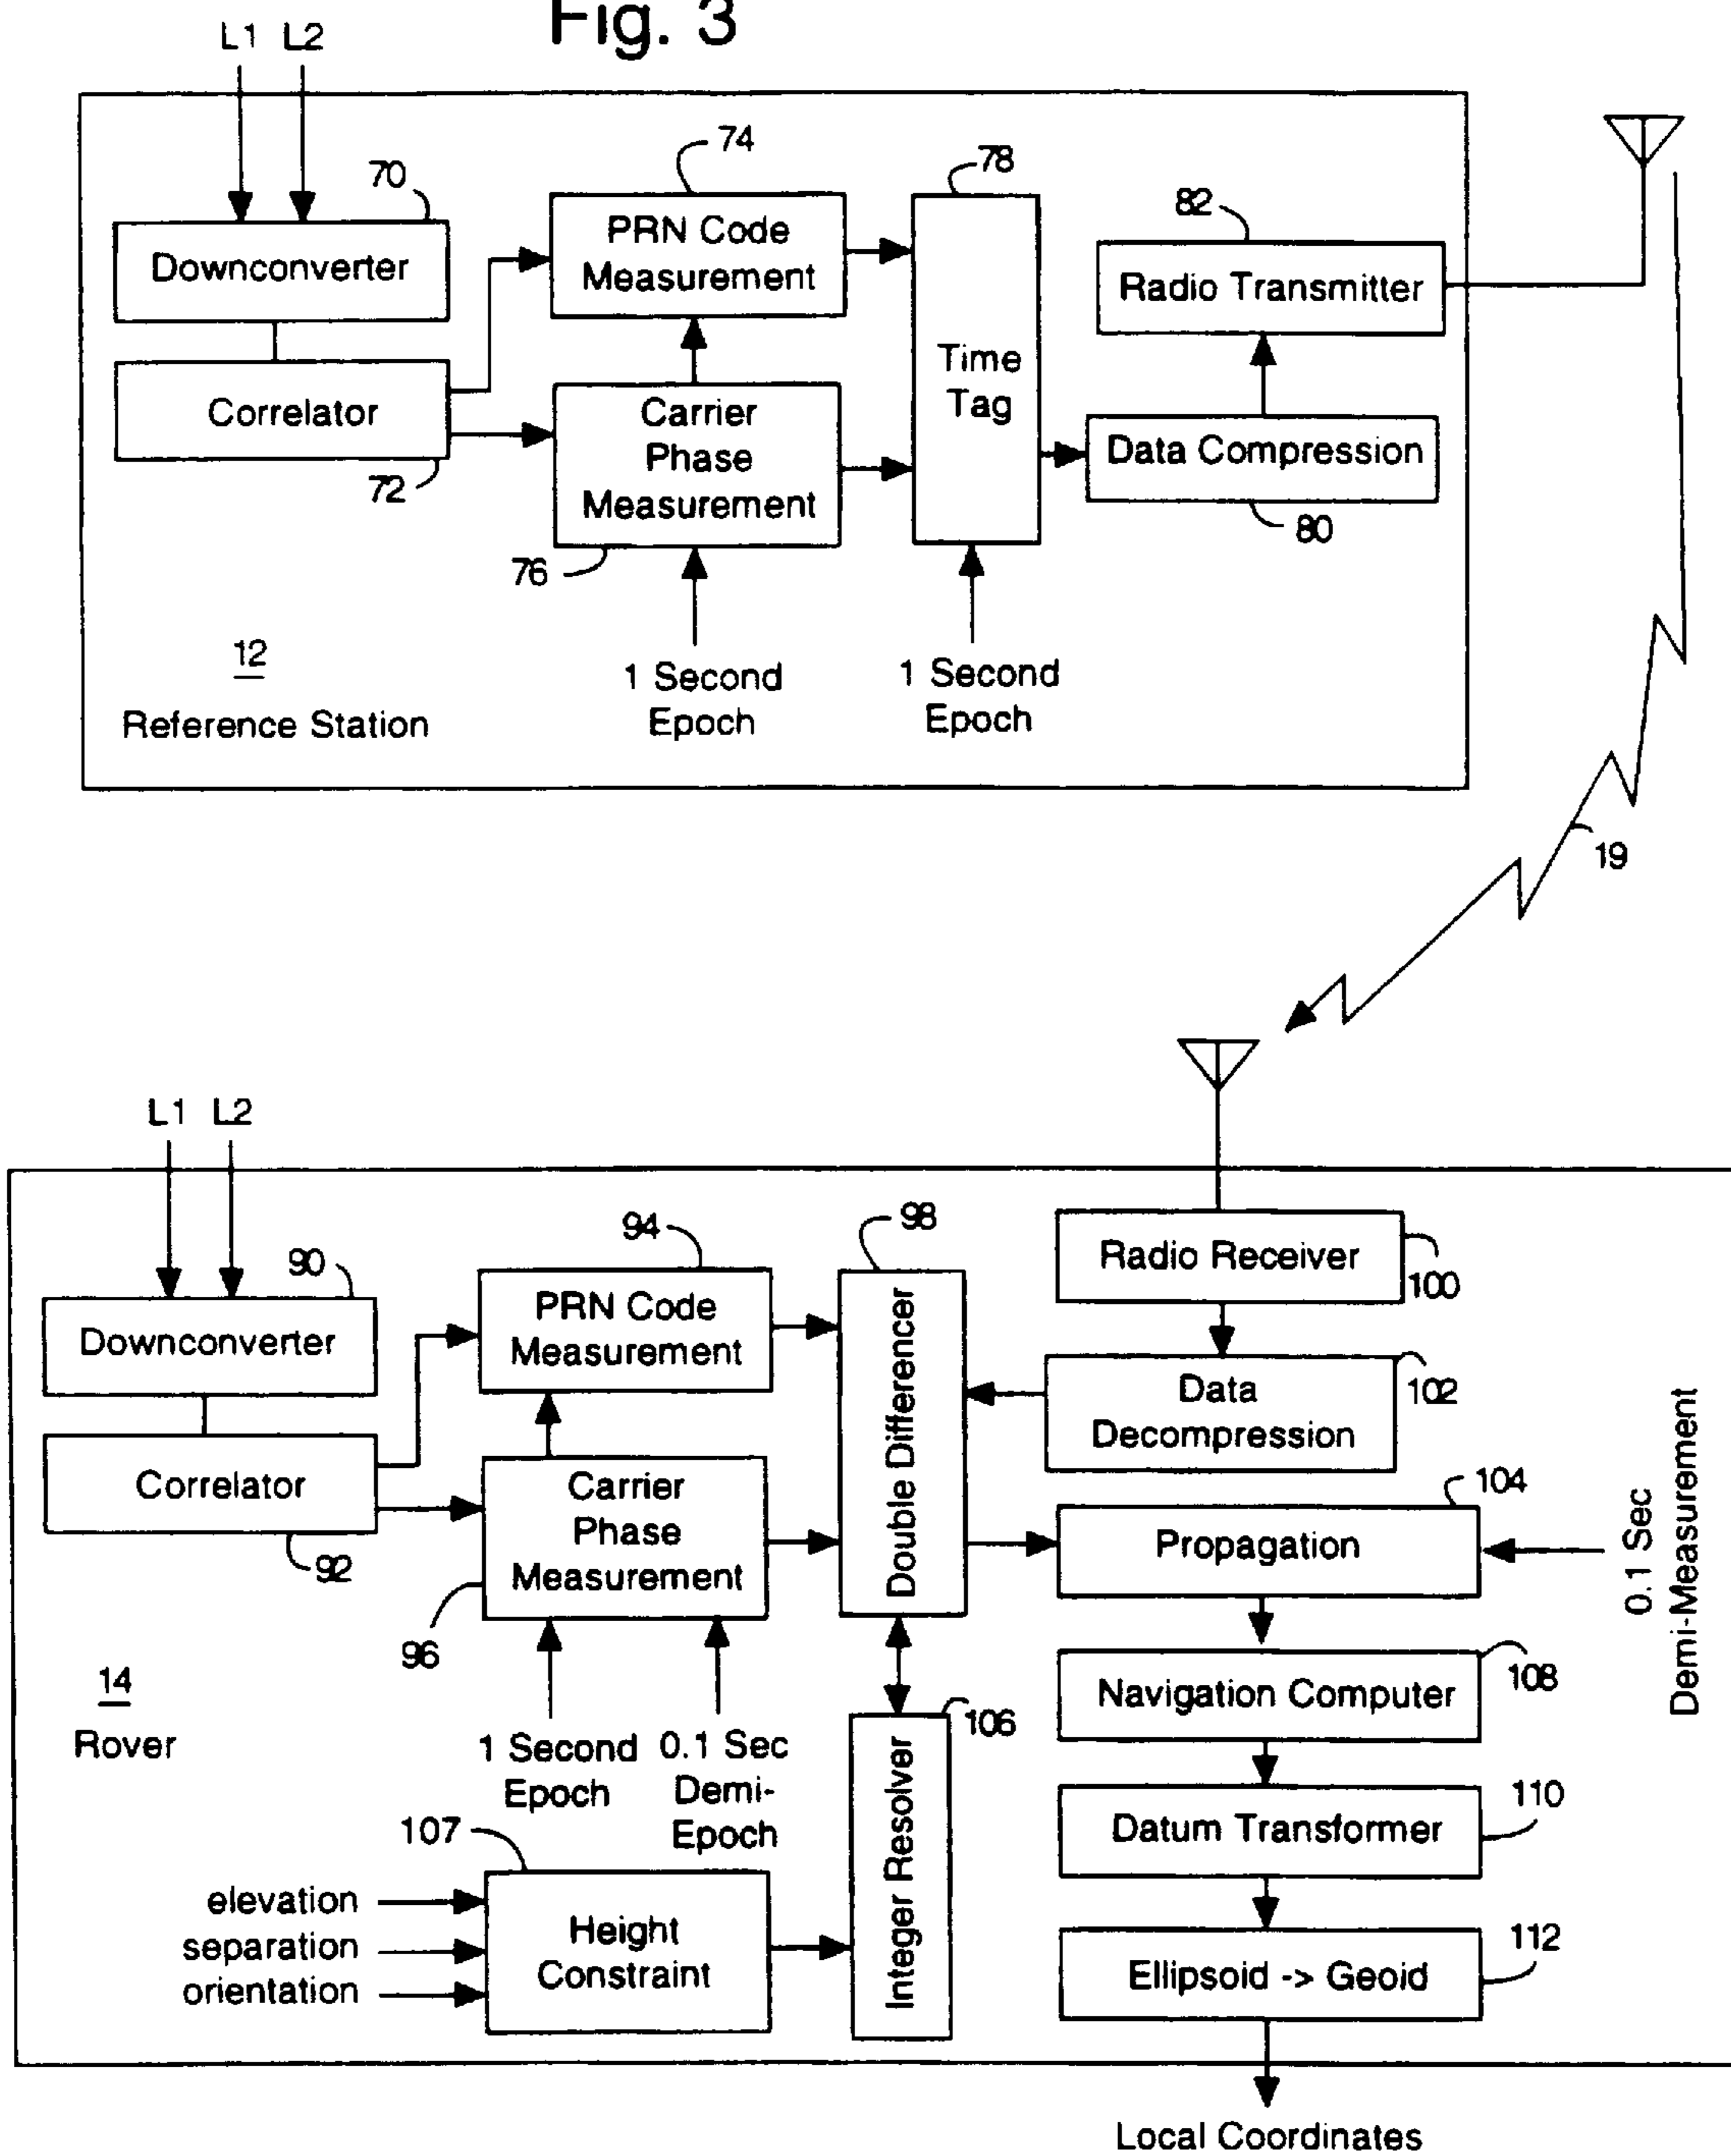 Fig. 3
L1 L2
70
Downconverter
Correlator
72
74
PRN Code
Measurement
Carrier
Phase
Measurement
76
78
Time
Tag
82
Radio Transmitter
Data Compression
80
1 Second
Epoch
1 Second
Epoch
12
Reference Station
19
L1 L2
90
Downconverter
Correlator
92
94
PRN Code
Measurement
Carrier
Phase
Measurement
96
98
Double Differencer
Radio Receiver
100
Data
Decompression
102
104
Propagation
0.1 Sec
Demi-Measurement
Navigation Computer
108
14
Rover
1 Second
Epoch
0.1 Sec
Demi-
Epoch
106
Integer Resolver
107
elevation
separation
orientation
Height
Constraint
Datum Transformer
110
Ellipsoid -> Geoid
112
Local Coordinates